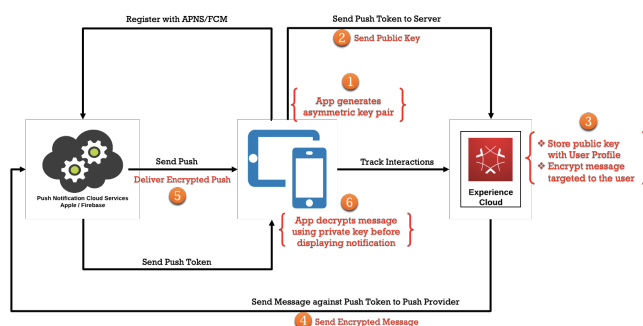 Register with APNS/FCM
Send Push Token to Server
2 Send Public Key
1
App generates
asymmetric key pair
3
❖ Store public key
with User Profile
❖ Encrypt message
targeted to the user
Send Push
Deliver Encrypted Push
5
Track Interactions
Push Notification Cloud Services
Apple / Firebase
Experience
Cloud
6
App decrypts message
using private key before
displaying notification
Send Push Token
Send Message against Push Token to Push Provider
4 Send Encrypted Message